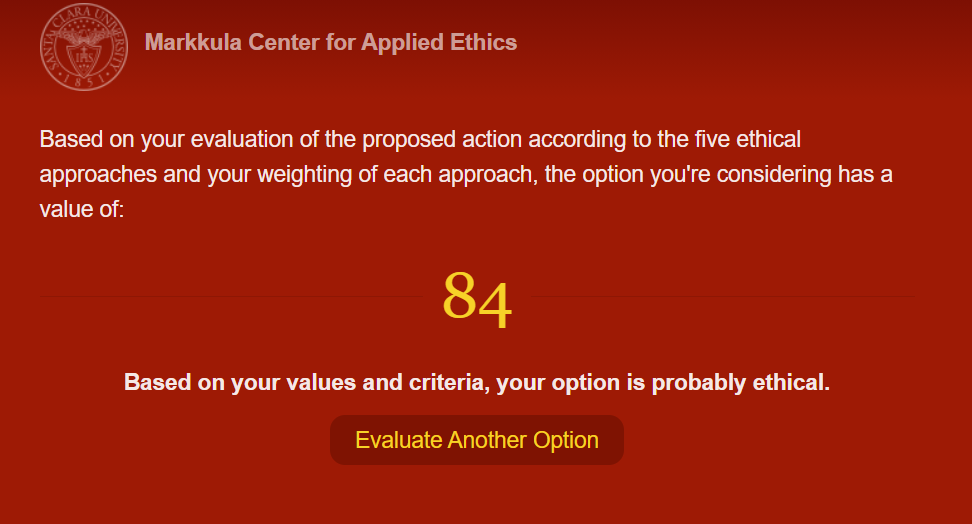 SANTA CLARA UNIVERSITY
IHS
1851
Markkula Center for Applied Ethics
Based on your evaluation of the proposed action according to the five ethical
approaches and your weighting of each approach, the option you're considering has a
value of:
84
Based on your values and criteria, your option is probably ethical.
Evaluate Another Option